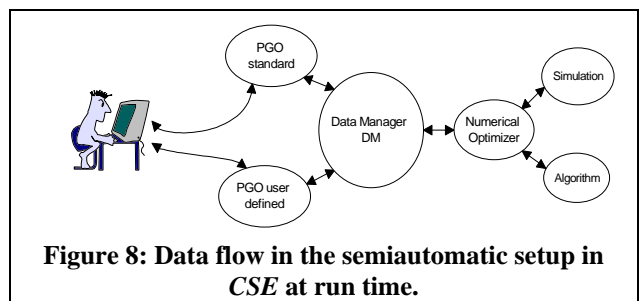 PGO
standard
Simulation
Data Manager
DM
Numerical
Optimizer
PGO user
defined
Algorithm
Figure 8: Data flow in the semiautomatic setup in
CSE at run time.